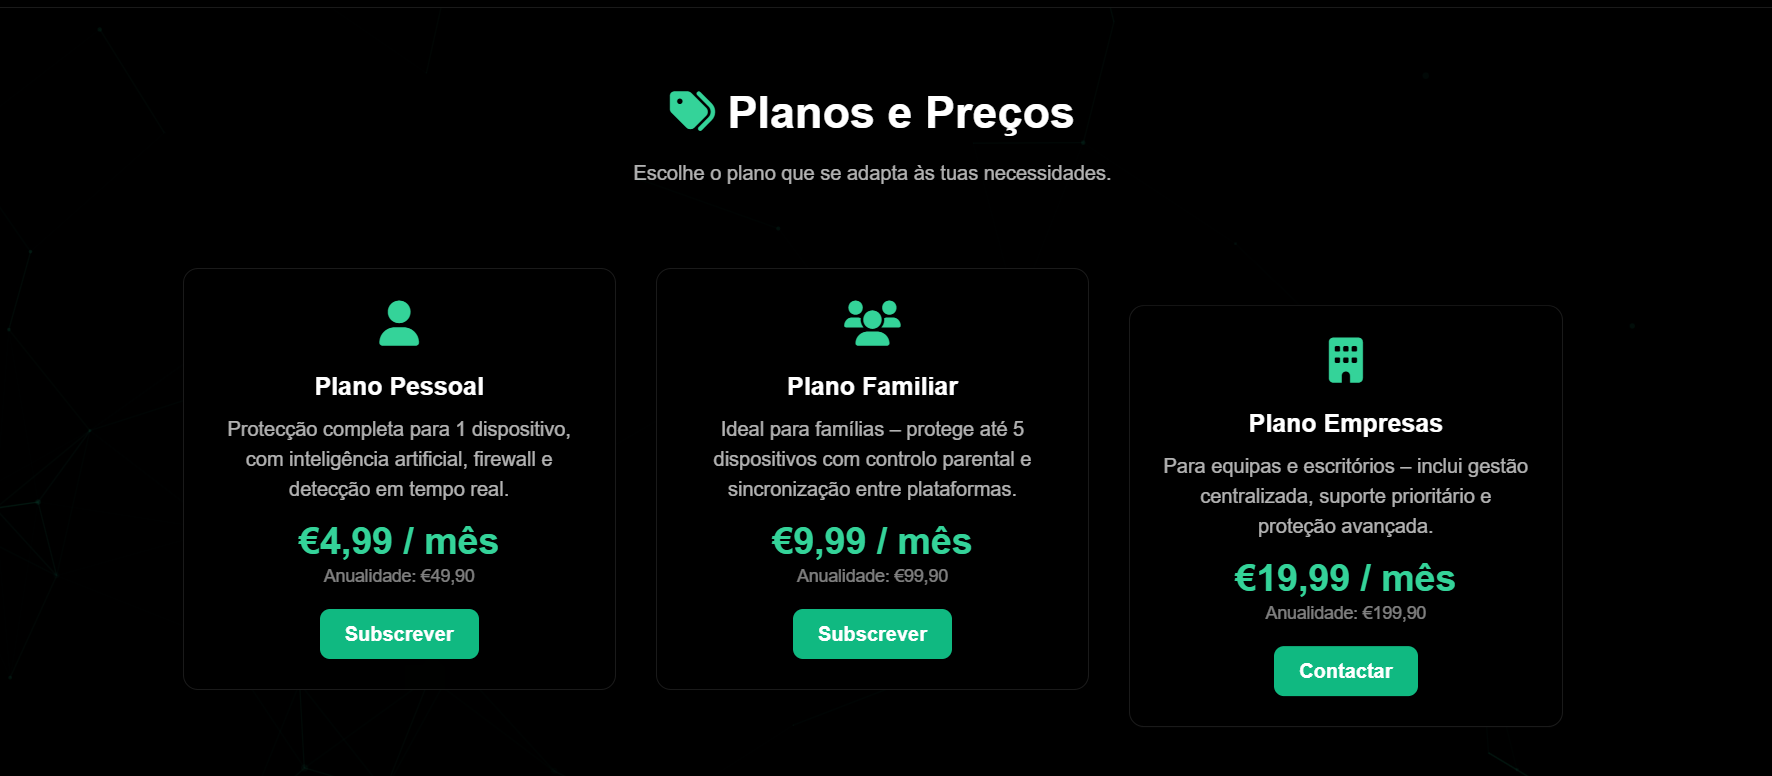 Planos e Preços
Escolhe o plano que se adapta às tuas necessidades.
Plano Pessoal
Protecção completa para 1 dispositivo,
com inteligência artificial, firewall e
detecção em tempo real.
€4,99 / mês
Anualidade: €49,90
Subscrever
Plano Familiar
Ideal para famílias – protege até 5
dispositivos com controlo parental e
sincronização entre plataformas.
€9,99 / mês
Anualidade: €99,90
Subscrever
Plano Empresas
Para equipas e escritórios – inclui gestão
centralizada, suporte prioritário e
proteção avançada.
€19,99 / mês
Anualidade: €199,90
Contactar